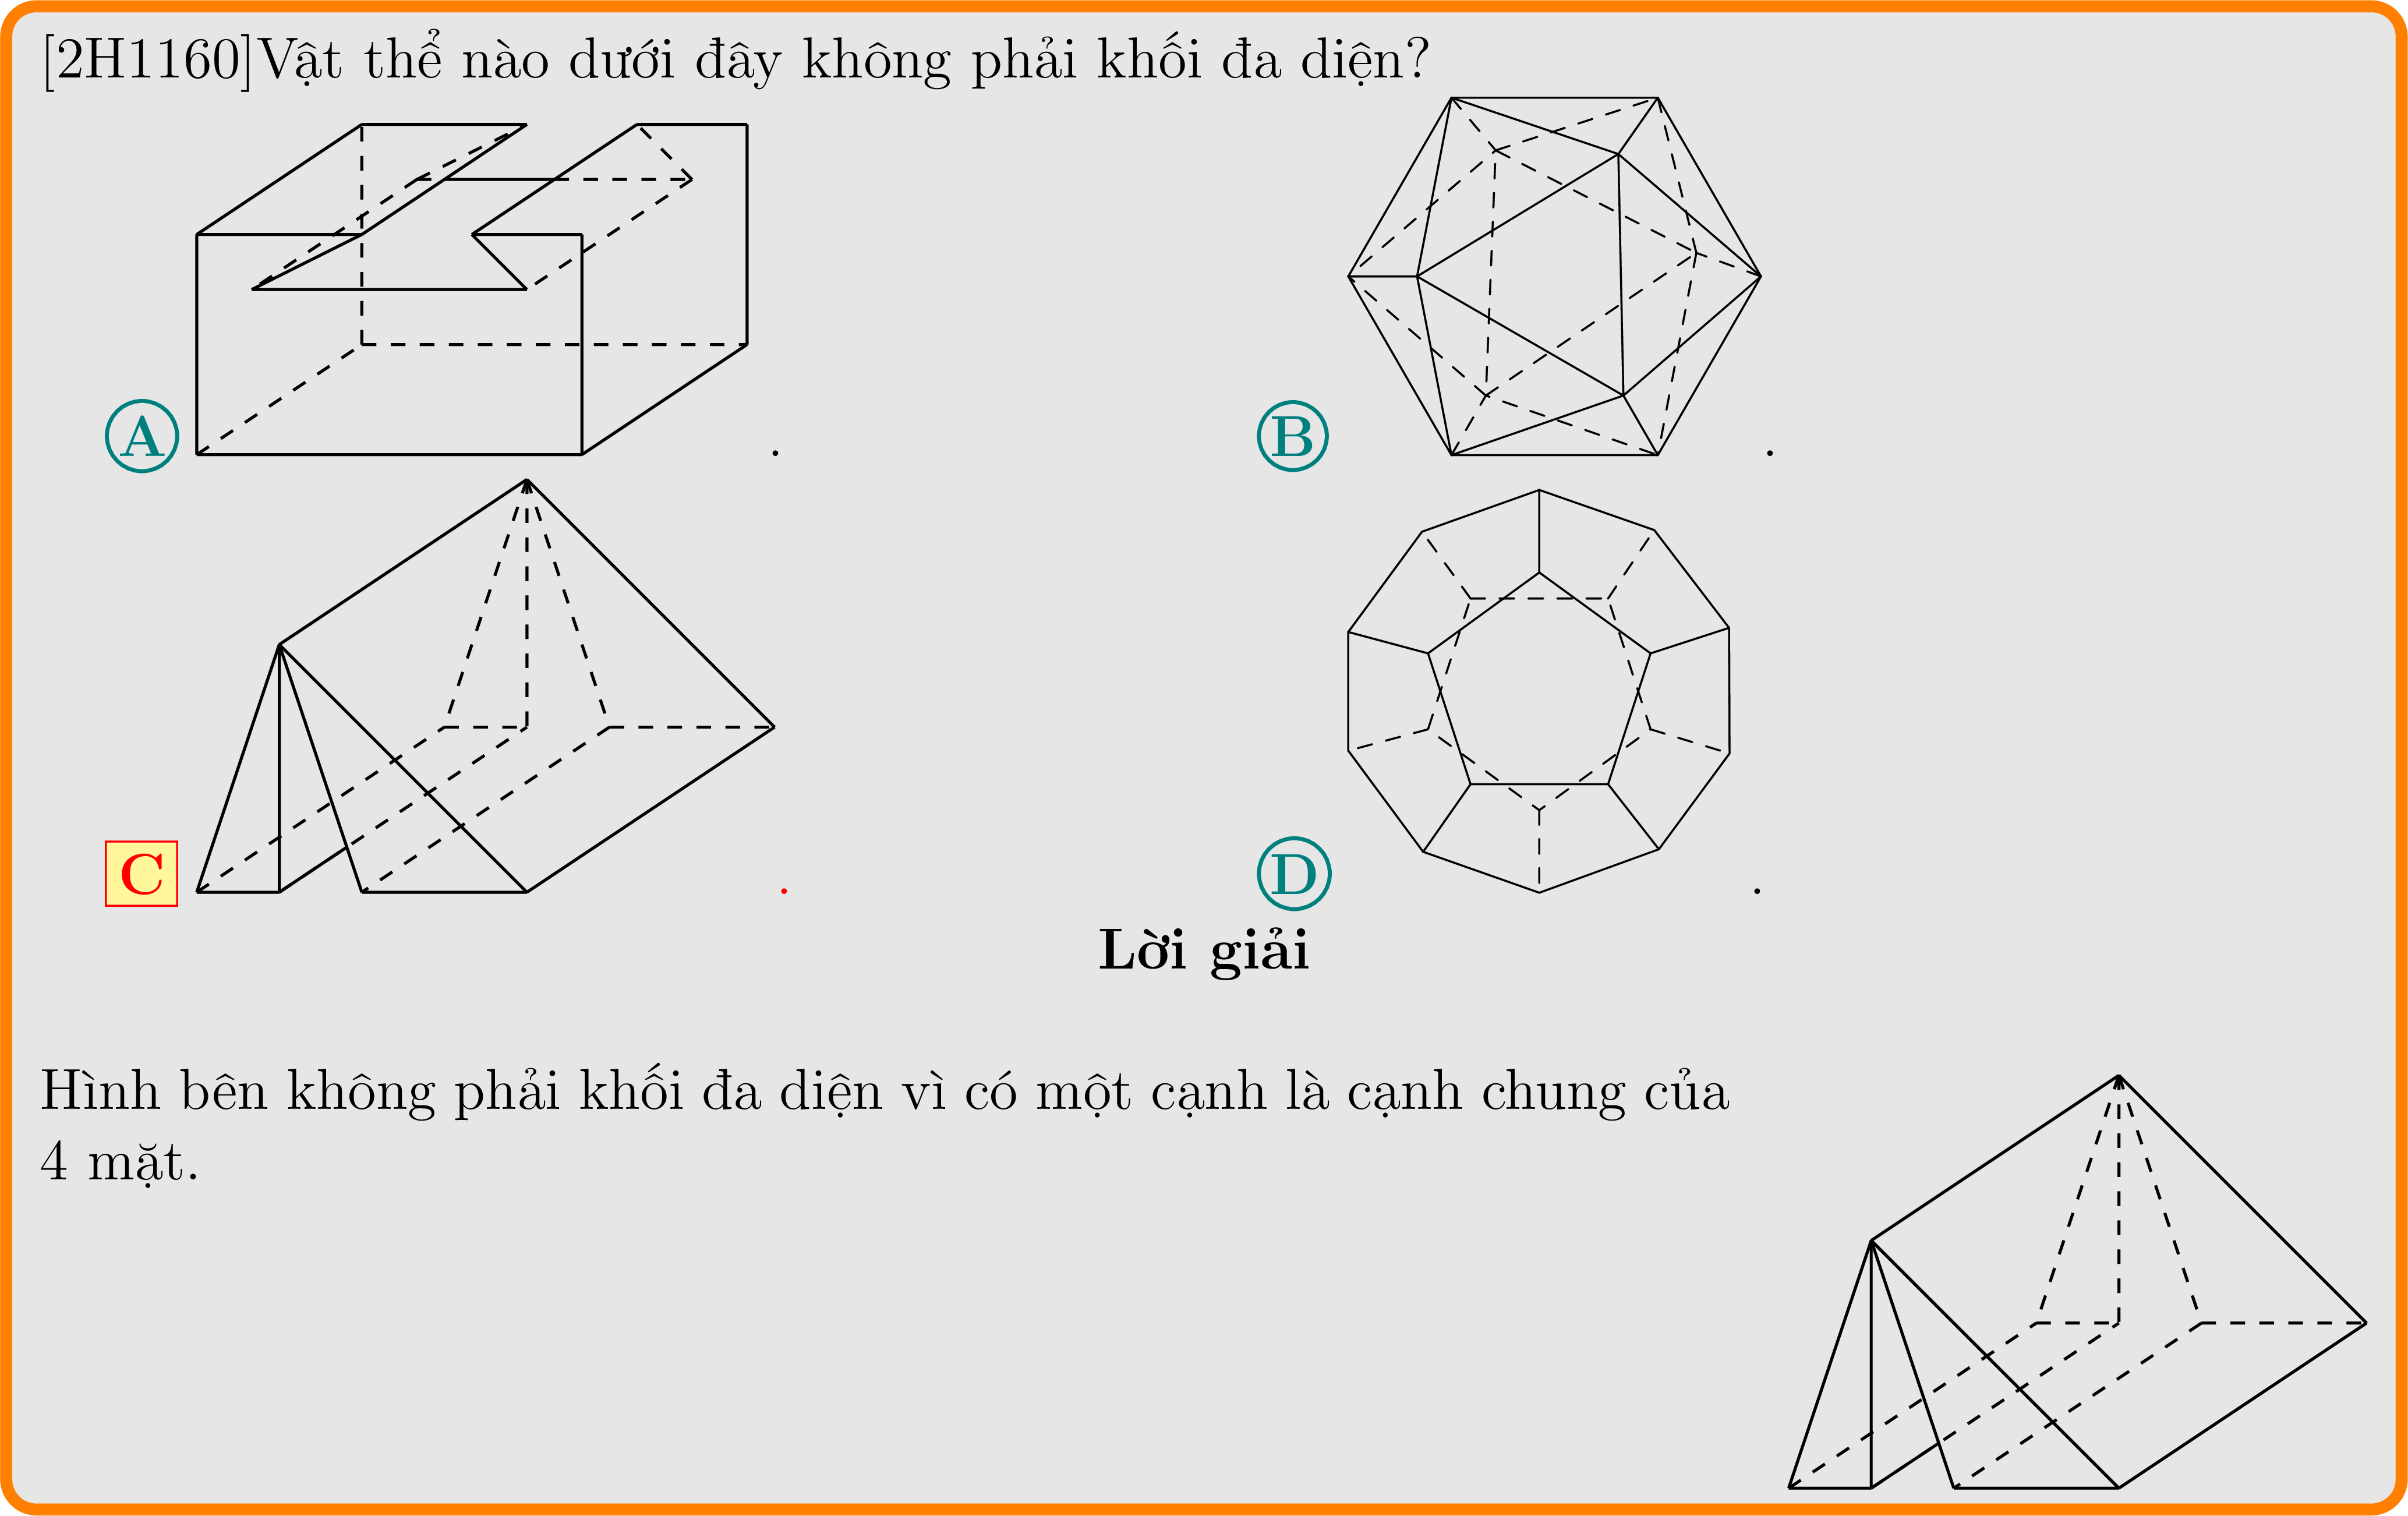 [2H1160]Vật thể nào dưới đây không phải khối đa diện?
A .
B .
C .
D .
Lời giải
Hình bên không phải khối đa diện vì có một cạnh là cạnh chung của
4 mặt.